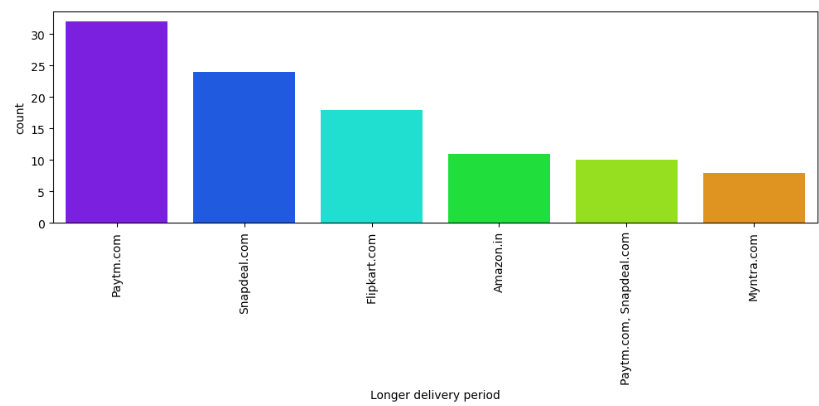 count
30
25
20
15
10
5
0
Paytm.com
Snapdeal.com
Flipkart.com
Amazon.in
Paytm.com, Snapdeal.com
Myntra.com
Longer delivery period